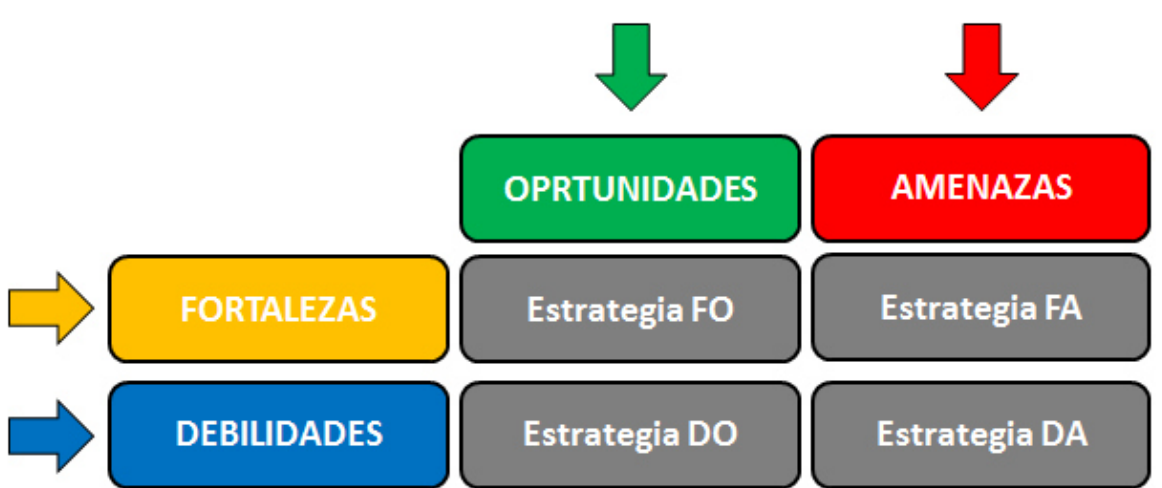 OPRTUNIDADES
AMENAZAS
FORTALEZAS
Estrategia FO
Estrategia FA
DEBILIDADES
Estrategia DO
Estrategia DA